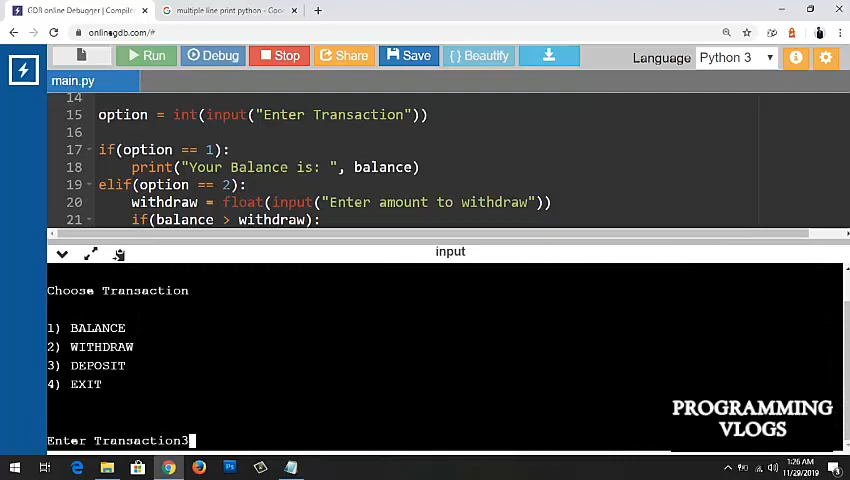 GDB online Debugger | Compiler
multiple line print python - Goo
onlinegdb.com/#
Run
Debug
Stop
Share
Save
{ } Beautify
Language
Python 3
main.py
14
15 option = int(input("Enter Transaction"))
16
17 if(option == 1):
18 print("Your Balance is: ", balance)
19 elif(option == 2):
20 withdraw = float(input("Enter amount to withdraw"))
21 if(balance > withdraw):
input
Choose Transaction
1) BALANCE
2) WITHDRAW
3) DEPOSIT
4) EXIT
Enter Transaction3
PROGRAMMING
VLOGS
1:26 AM
11/29/2019